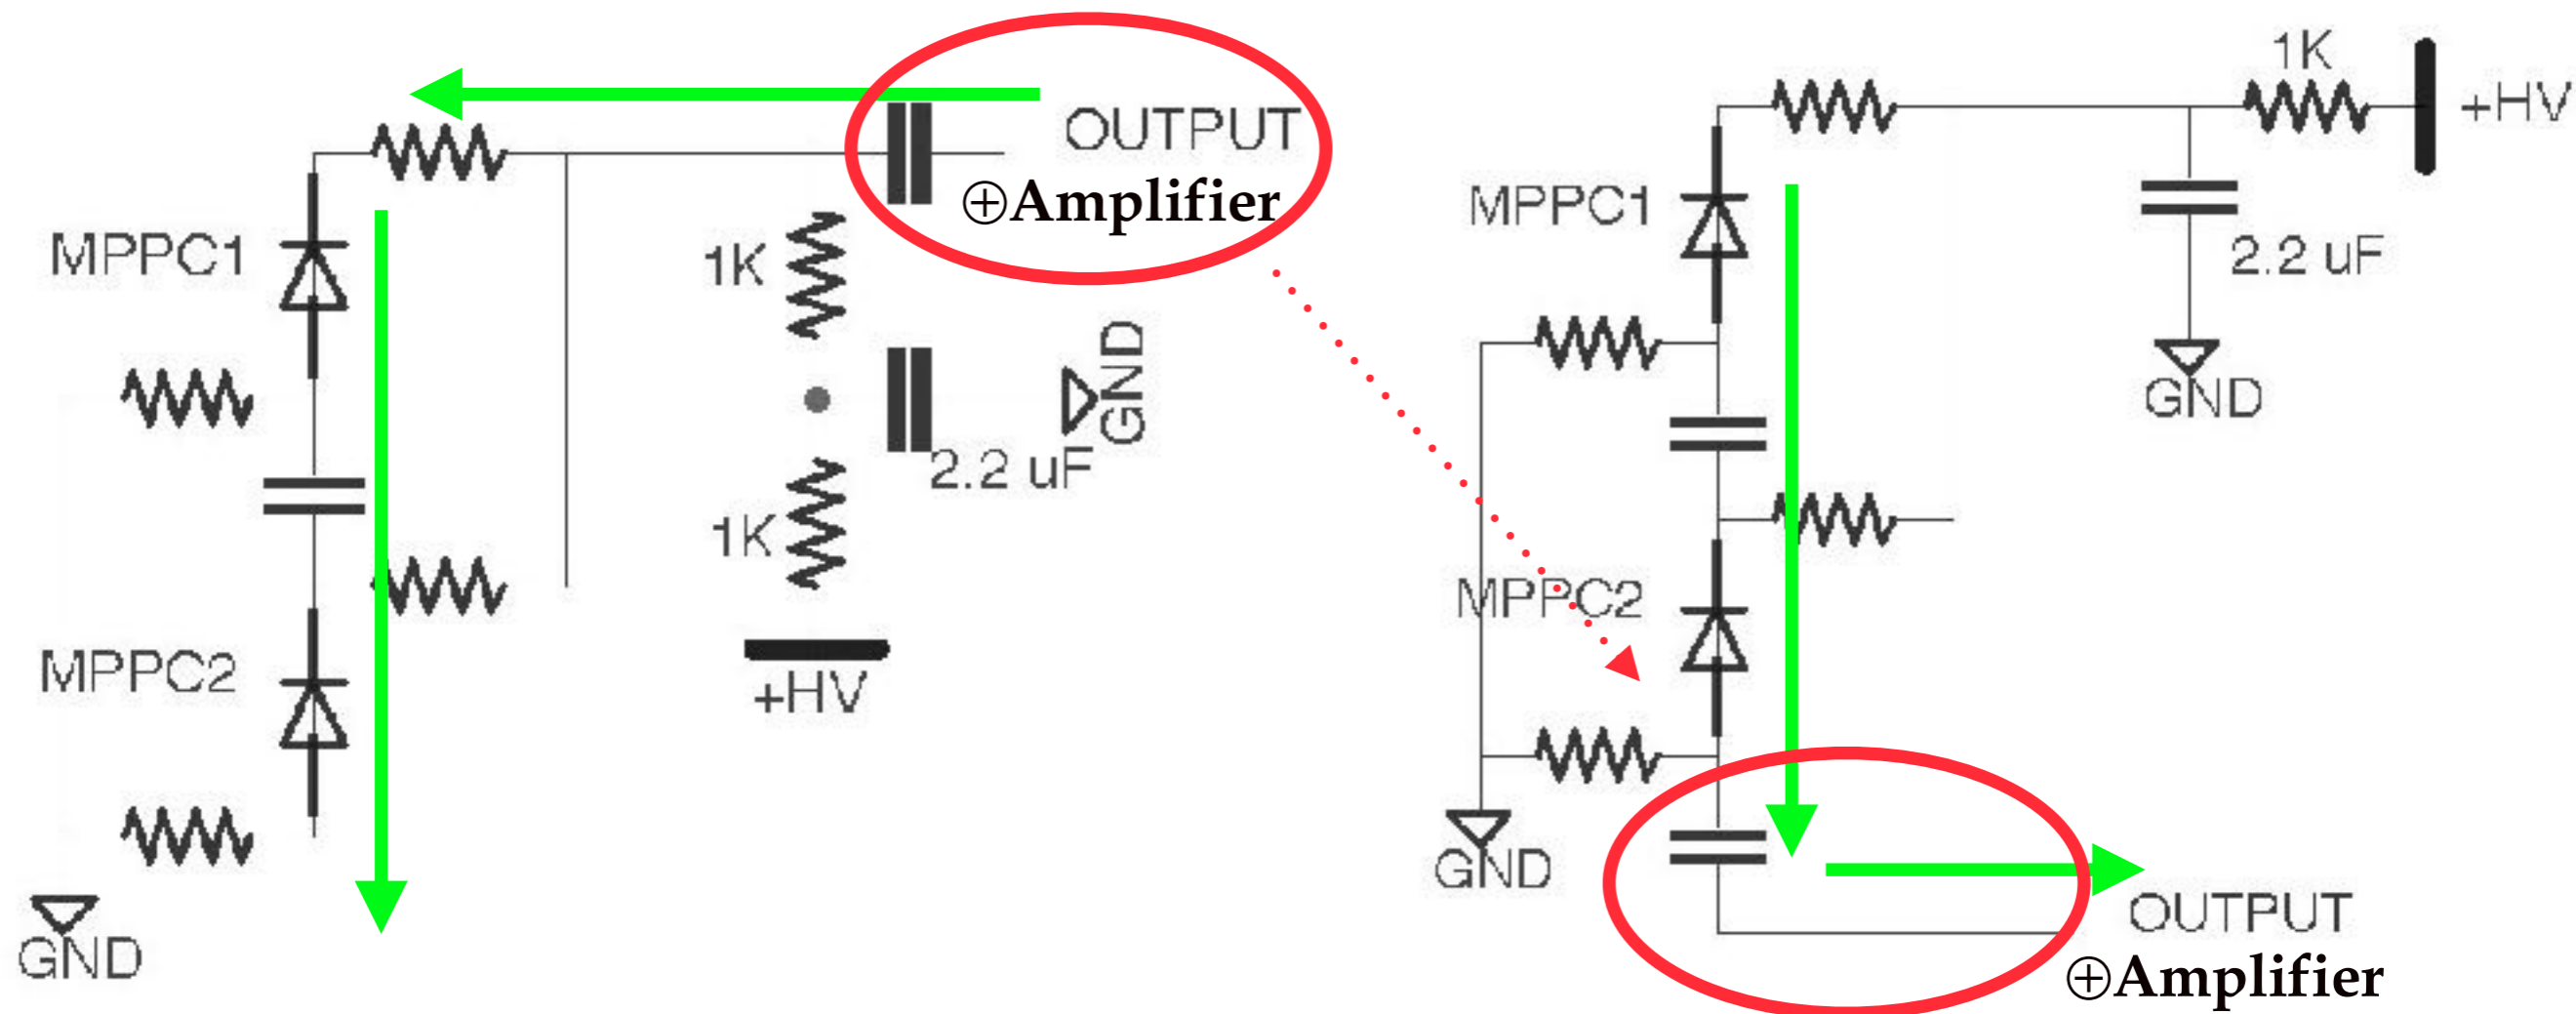 OUTPUT
⊕Amplifier
MPPC1
1K
GND
2.2 uF
1K
MPPC2
+HV
GND
1K
+HV
MPPC1
2.2 uF
GND
MPPC2
GND
OUTPUT
⊕Amplifier